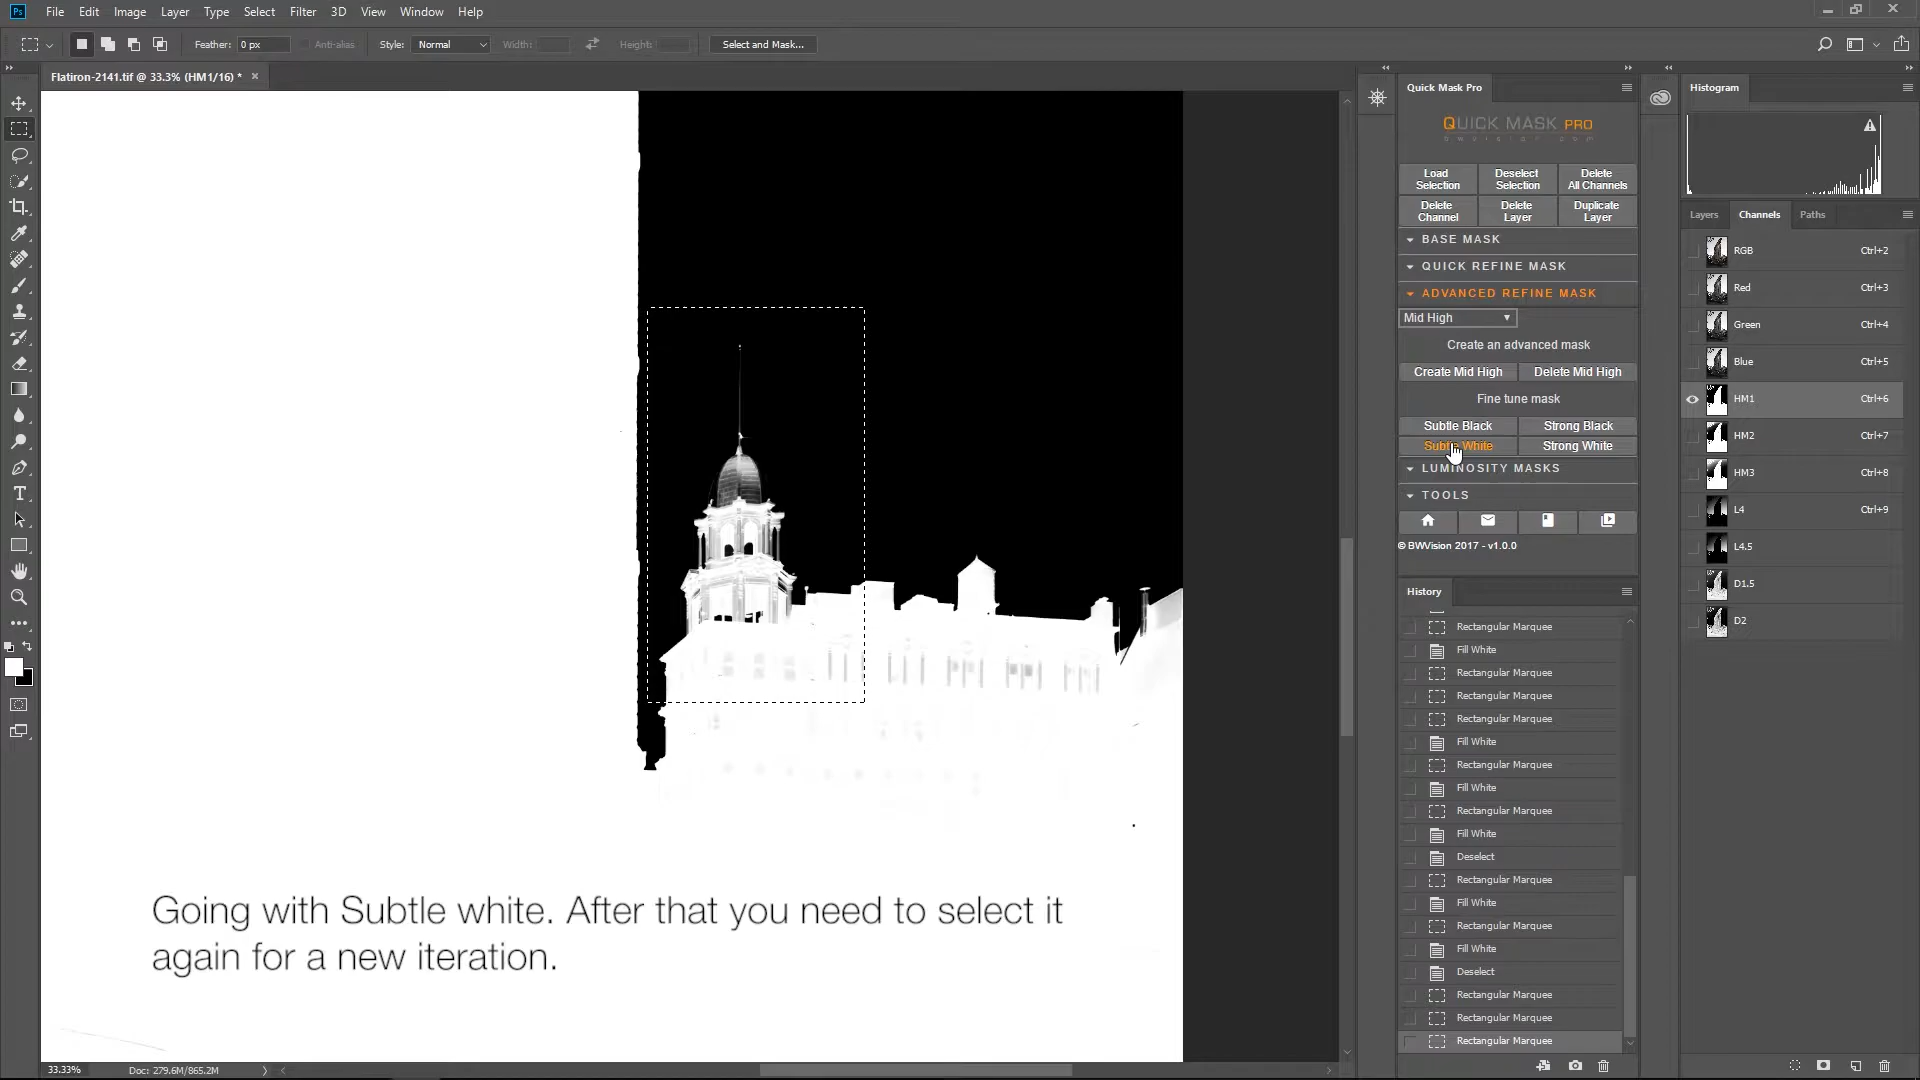 Ps File Edit Image Layer Type Select Filter 3D View Window Help
Feather: 0 px Anti-alias Style: Normal Width: Height: Select and Mask...
Flatiron-2141.tif @ 33.3% (HM1/16) * ×
Going with Subtle white. After that you need to select it
again for a new iteration.
33.33% Doc: 279.6M/865.2M
Quick Mask Pro
QUICK MASK PRO
Load Selection
Deselect Selection
Delete All Channels
Delete Channel
Delete Layer
Duplicate Layer
BASE MASK
QUICK REFINE MASK
ADVANCED REFINE MASK
Mid High
Create an advanced mask
Create Mid High Delete Mid High
Fine tune mask
Subtle Black Strong Black
Subtle White Strong White
LUMINOSITY MASKS
TOOLS
© BWVision 2017 - v1.0.0
History
Rectangular Marquee
Fill White
Rectangular Marquee
Rectangular Marquee
Rectangular Marquee
Fill White
Rectangular Marquee
Fill White
Rectangular Marquee
Fill White
Deselect
Rectangular Marquee
Fill White
Rectangular Marquee
Fill White
Deselect
Rectangular Marquee
Rectangular Marquee
Rectangular Marquee
Histogram
Layers Channels Paths
RGB Ctrl+2
Red Ctrl+3
Green Ctrl+4
Blue Ctrl+5
HM1 Ctrl+6
HM2 Ctrl+7
HM3 Ctrl+8
L4 Ctrl+9
L4.5
D1.5
D2